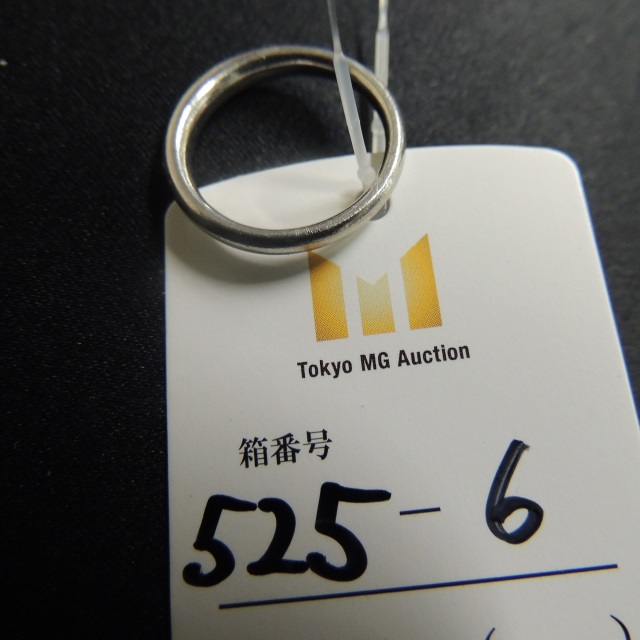 Tokyo MG Auction
箱番号
525-6
( )